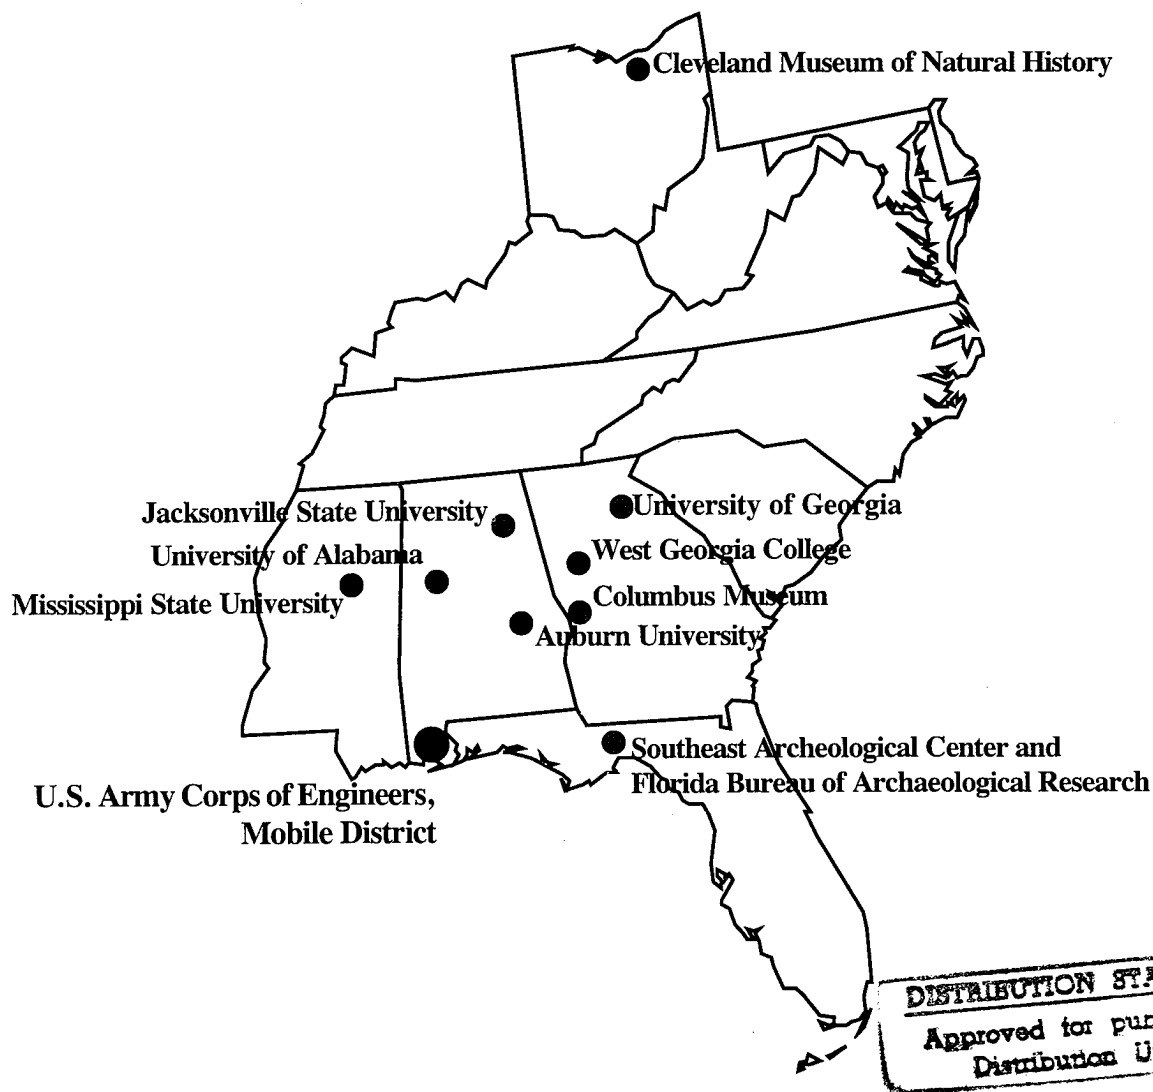 Cleveland Museum of Natural History
Jacksonville State University
University of Georgia
University of Alabama
West Georgia College
Mississippi State University
Columbus Museum
Auburn University
Southeast Archeological Center and
Florida Bureau of Archaeological Research
U.S. Army Corps of Engineers,
Mobile District
DISTRIBUTION
Approved for
Distribution